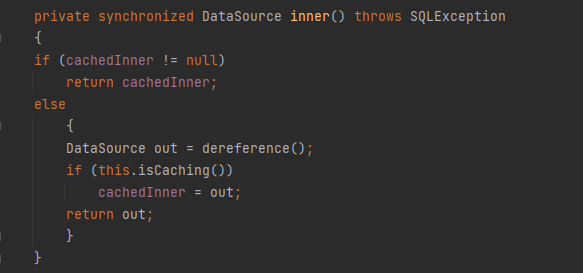 private synchronized DataSource inner() throws SQLException
{
if (cachedInner != null)
return cachedInner;
else
{
DataSource out = dereference();
if (this.isCaching())
cachedInner = out;
return out;
}
}